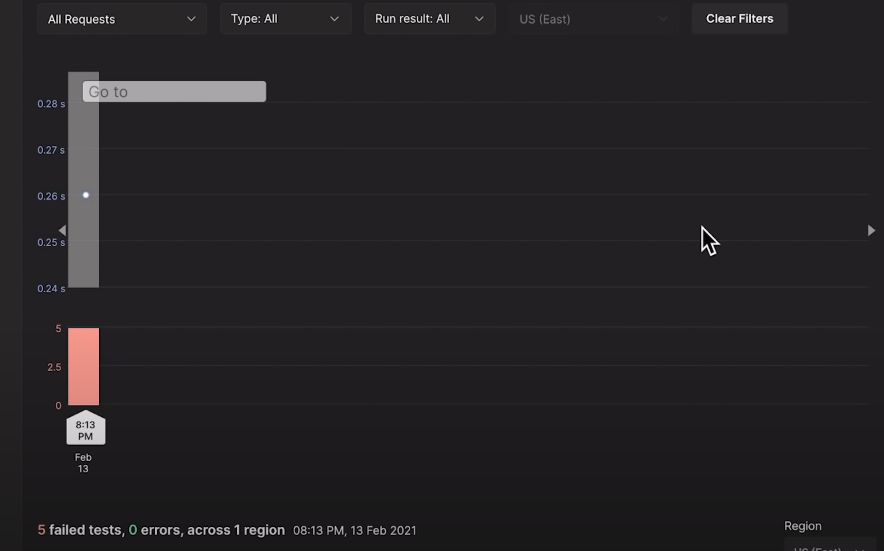 All Requests
Type: All
Run result: All
US (East)
Clear Filters
Go to
0.28 s
0.27 s
0.26 s
0.25 s
0.24 s
5
2.5
0
8:13
PM
Feb
13
5 failed tests, 0 errors, across 1 region 08:13 PM, 13 Feb 2021
Region
US (East)